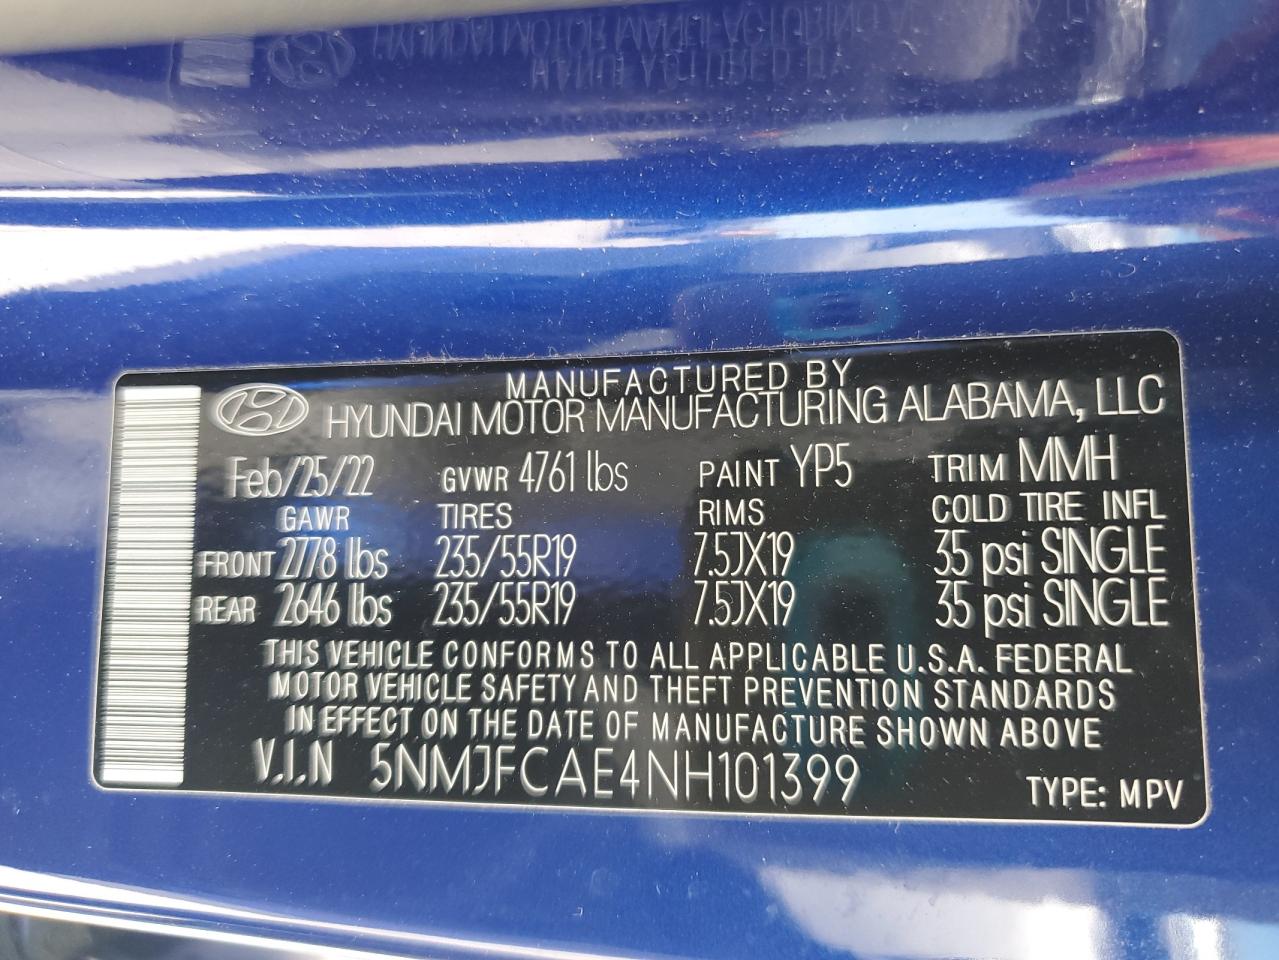 MANUFACTURED BY
HYUNDAI MOTOR MANUFACTURING ALABAMA, LLC
Feb/25/22 GVWR 4761 lbs PAINT YP5 TRIM MMH
GAWR TIRES RIMS COLD TIRE INFL
FRONT 2778 lbs 235/55R19 7.5JX19 35 psi SINGLE
REAR 2646 lbs 235/55R19 7.5JX19 35 psi SINGLE
THIS VEHICLE CONFORMS TO ALL APPLICABLE U.S.A. FEDERAL
MOTOR VEHICLE SAFETY AND THEFT PREVENTION STANDARDS
IN EFFECT ON THE DATE OF MANUFACTURE SHOWN ABOVE
V.I.N 5NMJFCAE4NH101399
TYPE: MPV